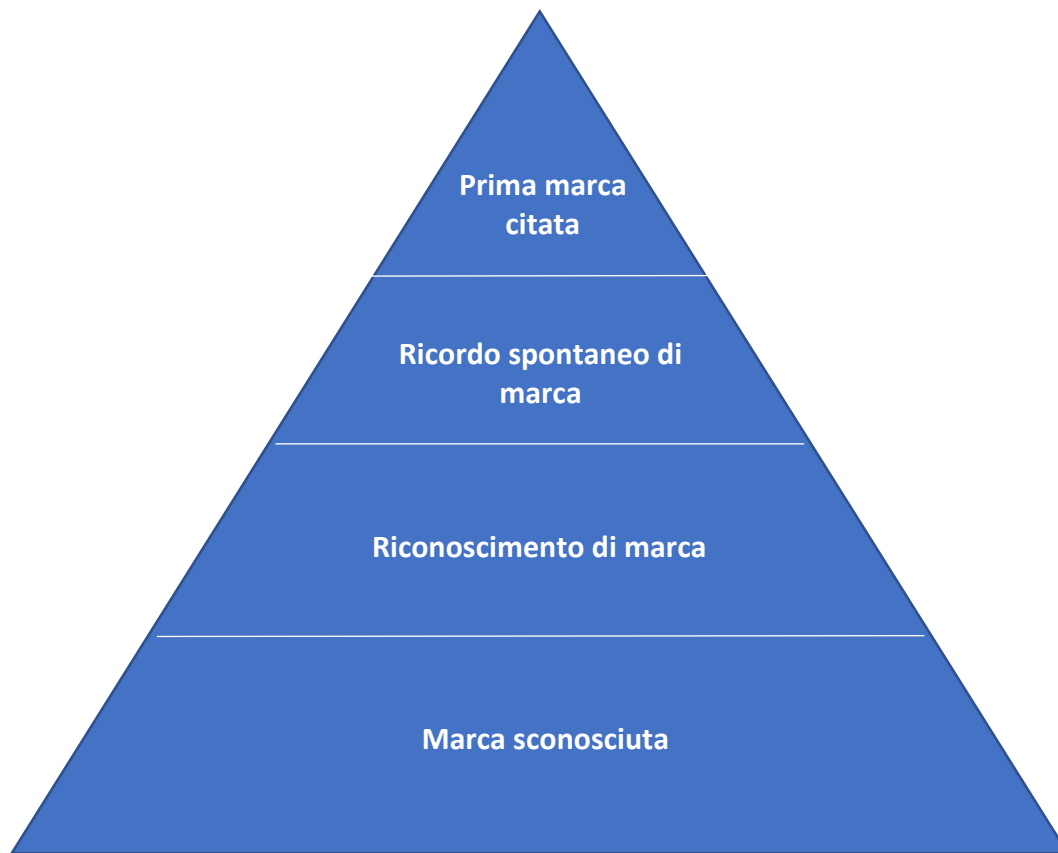 Prima marca
citata
Ricordo spontaneo di
marca
Riconoscimento di marca
Marca sconosciuta